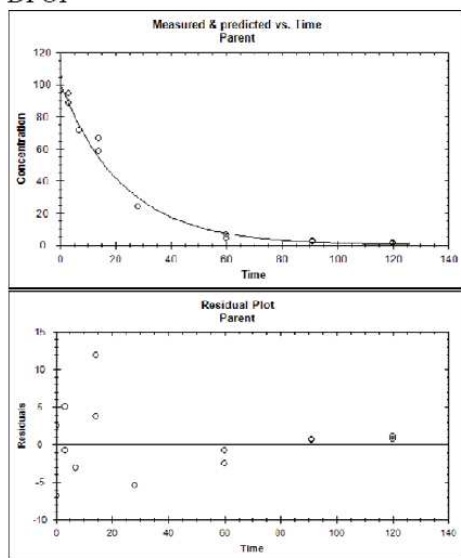 DFOP
Measured & predicted vs. Time
Parent
120
100
80
60
40
20
0
Concentration
0 20 40 60 80 100 120 140
Time
Residual Plot
Parent
15
10
5
0
-5
-10
Residuals
0 20 40 60 80 100 120 140
Time